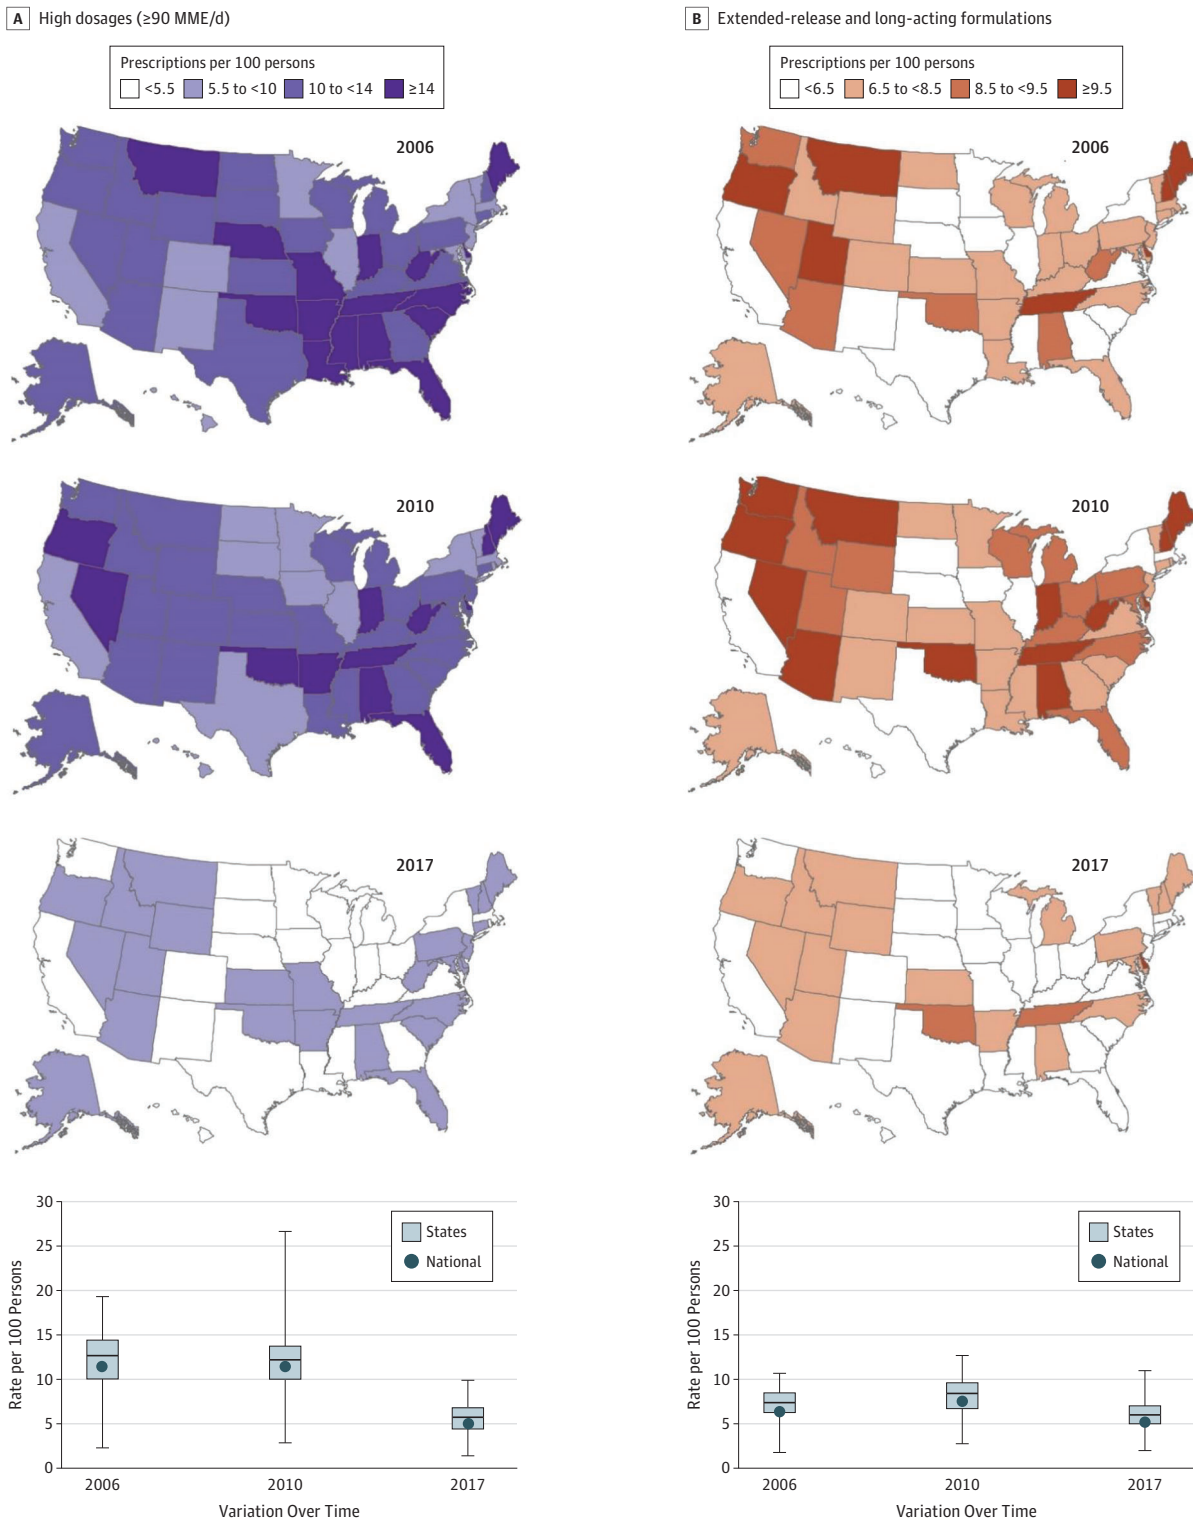 A High dosages (≥90 MME/d)
Prescriptions per 100 persons
<5.5 5.5 to <10 10 to <14 ≥14
2006
2010
2017
30
25
20
15
10
5
0
Rate per 100 Persons
States
National
2006 2010 2017
Variation Over Time
B Extended-release and long-acting formulations
Prescriptions per 100 persons
<6.5 6.5 to <8.5 8.5 to <9.5 ≥9.5
2006
2010
2017
30
25
20
15
10
5
0
Rate per 100 Persons
States
National
2006 2010 2017
Variation Over Time